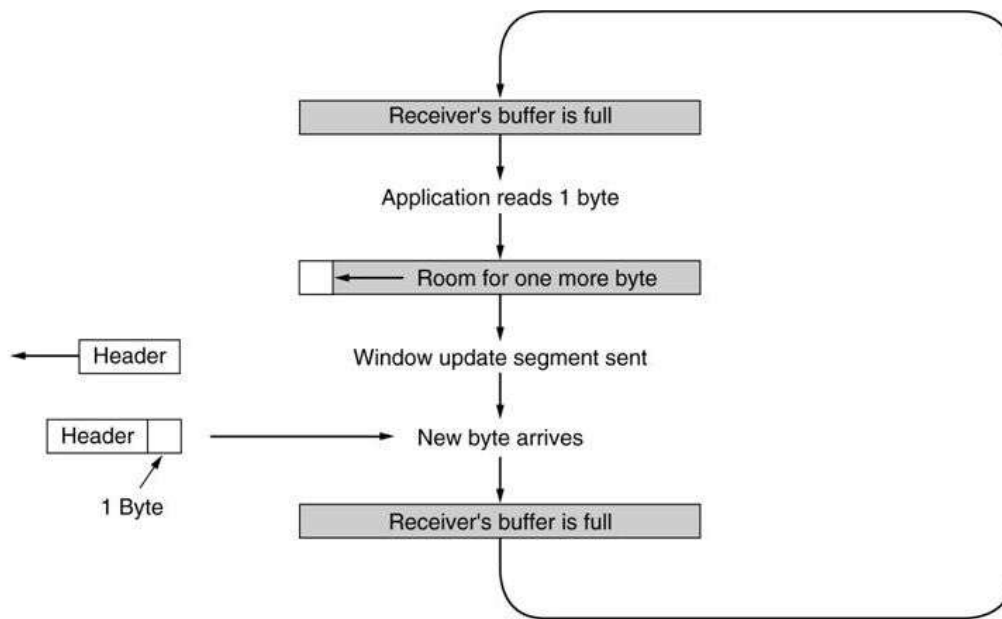 Receiver's buffer is full
Application reads 1 byte
Room for one more byte
Header
Window update segment sent
Header
New byte arrives
1 Byte
Receiver's buffer is full